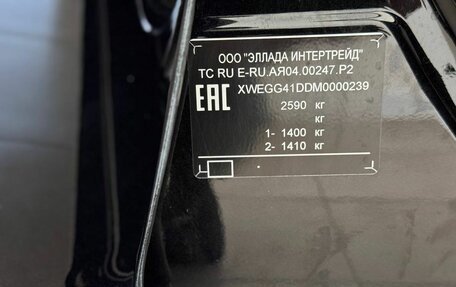 ООО "ЭЛЛАДА ИНТЕРТРЕЙД"
ТС RU E-RU.АЯ04.00247.Р2
EAC XWEGG41DDM0000239
2590 кг
кг
1- 1400 кг
2- 1410 кг